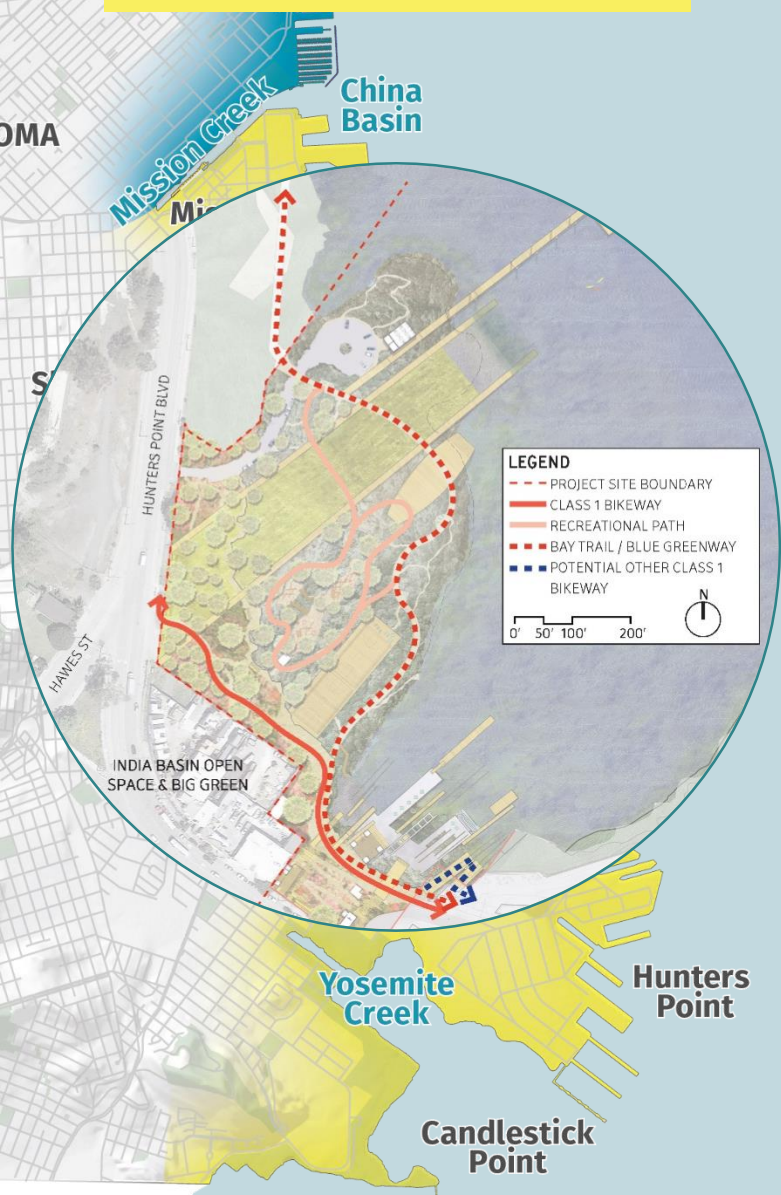 China
Basin
OMA
Mission Creek
HUNTERS POINT BLVD
LEGEND
PROJECT SITE BOUNDARY
CLASS 1 BIKEWAY
RECREATIONAL PATH
BAY TRAIL / BLUE GREENWAY
POTENTIAL OTHER CLASS 1
BIKEWAY
N
0' 50' 100' 200'
HAWES ST
INDIA BASIN OPEN
SPACE & BIG GREEN
Yosemite
Creek
Hunters
Point
Candlestick
Point